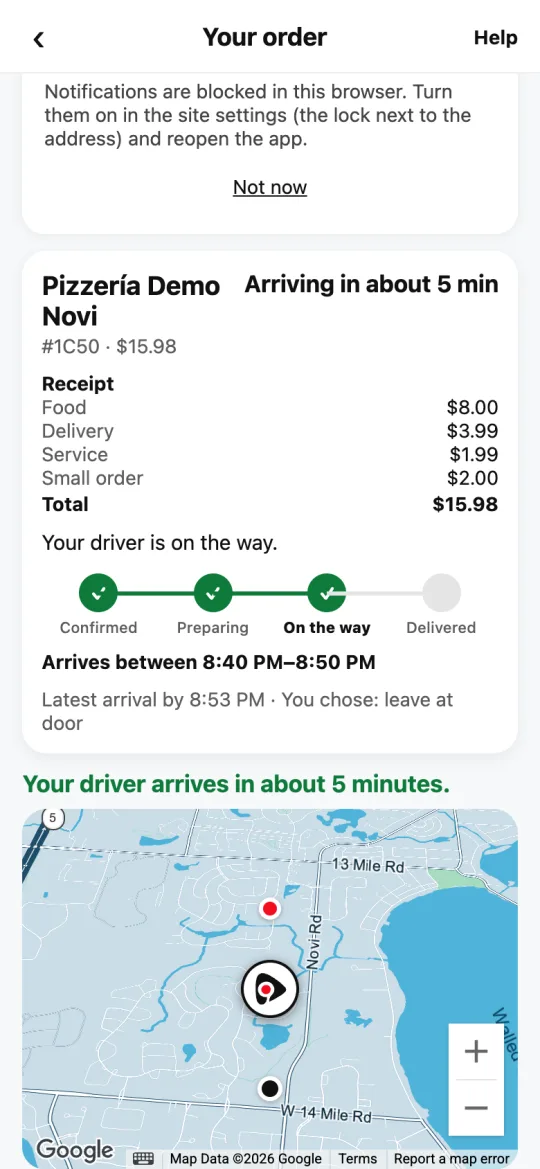 Your order
Help
Notifications are blocked in this browser. Turn
them on in the site settings (the lock next to the
address) and reopen the app.
Not now
Pizzería Demo
Novi
Arriving in about 5 min
#1C50 · $15.98
Receipt
Food $8.00
Delivery $3.99
Service $1.99
Small order $2.00
Total $15.98
Your driver is on the way.
Confirmed Preparing On the way Delivered
Arrives between 8:40 PM–8:50 PM
Latest arrival by 8:53 PM · You chose: leave at
door
Your driver arrives in about 5 minutes.
5
13 Mile Rd
Novi Rd
Walled
W 14 Mile Rd
Google
Map Data ©2026 Google Terms Report a map error